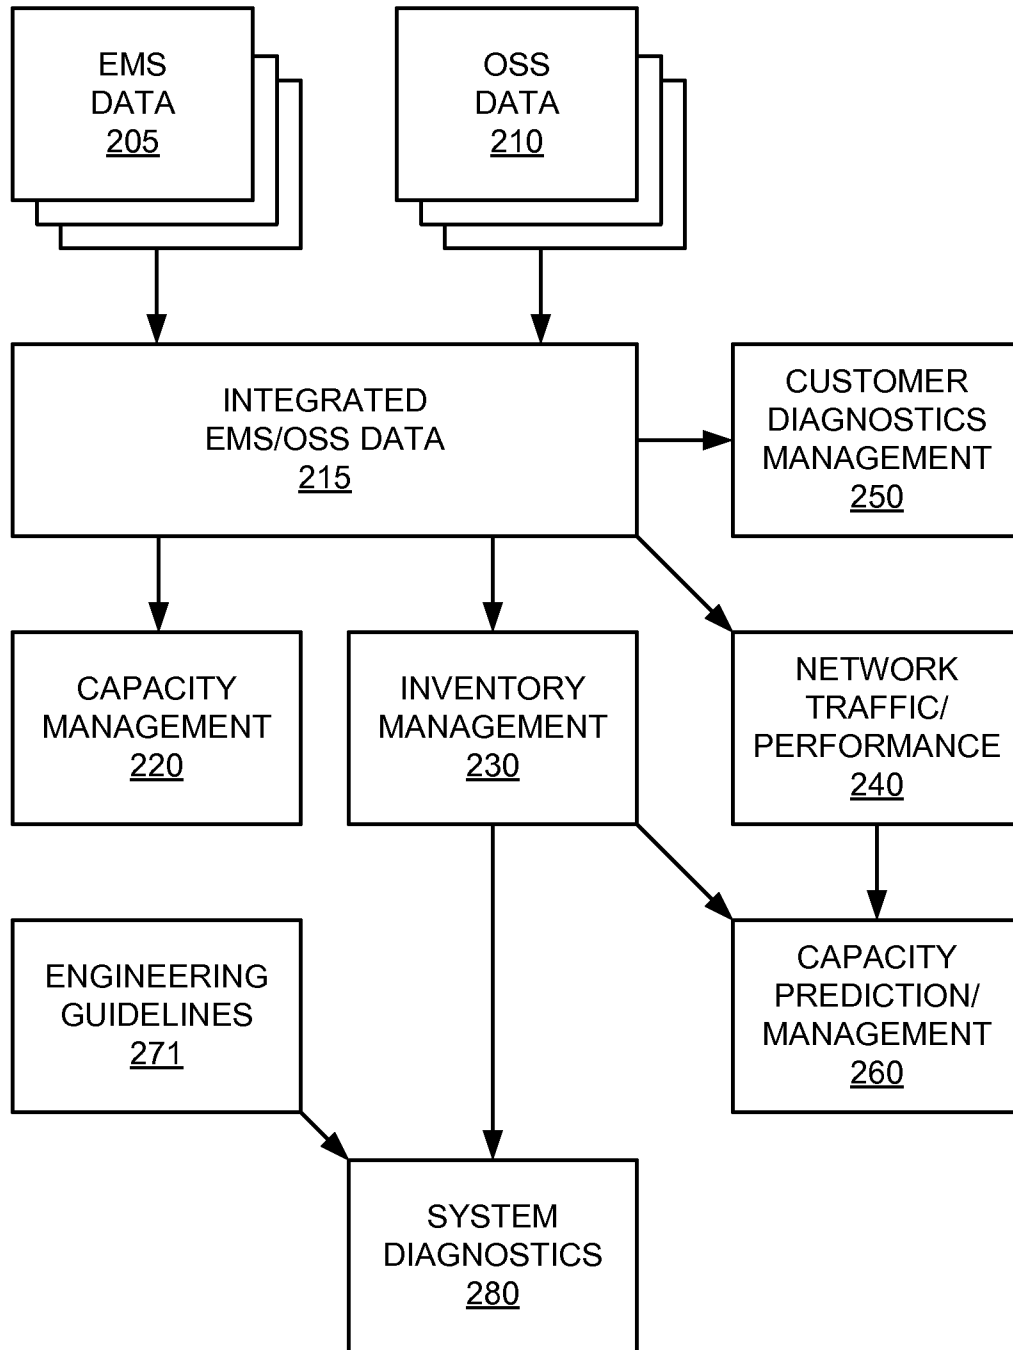 EMS
DATA
205
OSS
DATA
210
INTEGRATED
EMS/OSS DATA
215
CUSTOMER
DIAGNOSTICS
MANAGEMENT
250
CAPACITY
MANAGEMENT
220
INVENTORY
MANAGEMENT
230
NETWORK
TRAFFIC/
PERFORMANCE
240
ENGINEERING
GUIDELINES
271
CAPACITY
PREDICTION/
MANAGEMENT
260
SYSTEM
DIAGNOSTICS
280